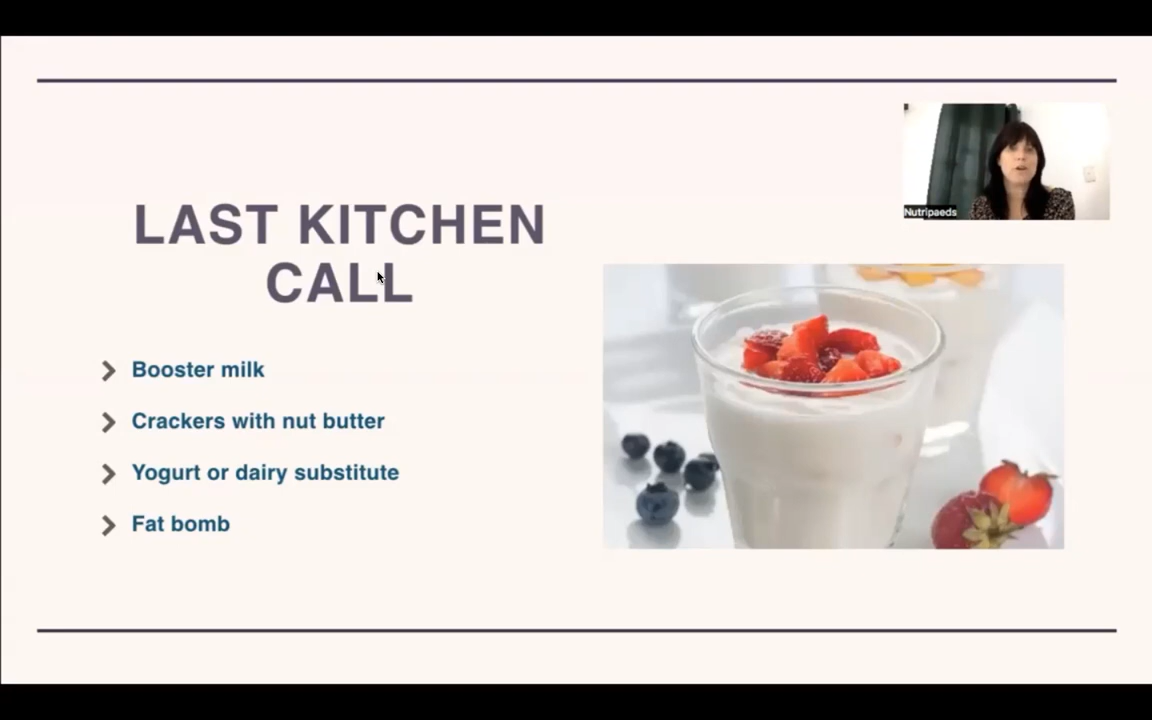 LAST KITCHEN
CALL
Booster milk
Crackers with nut butter
Yogurt or dairy substitute
Fat bomb
Nutripaeds